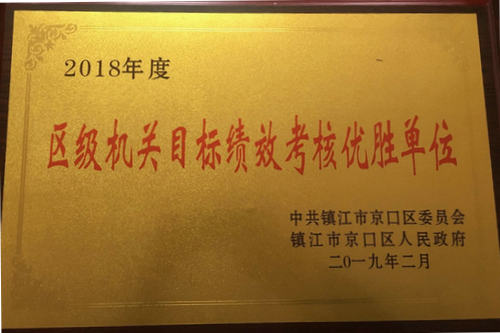 2018年度
区级机关目标绩效考核优胜单位
中共镇江市京口区委员会
镇江市京口区人民政府
二〇一九年二月